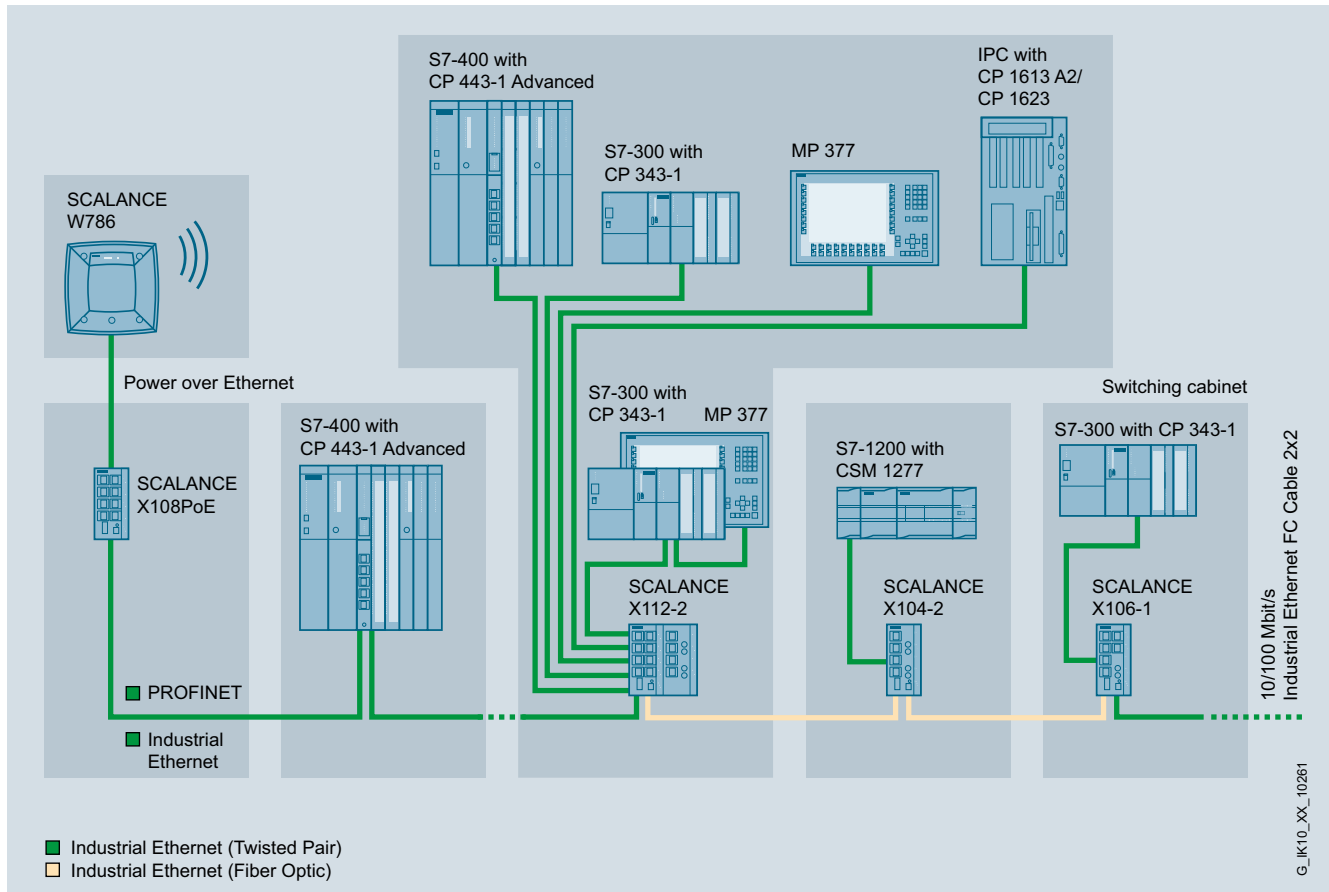 S7-400 with
CP 443-1 Advanced
IPC with
CP 1613 A2/
CP 1623
S7-300 with
CP 343-1
MP 377
SCALANCE
W786
Power over Ethernet
Switching cabinet
S7-400 with
CP 443-1 Advanced
S7-300 with
CP 343-1
MP 377
S7-1200 with
CSM 1277
S7-300 with CP 343-1
SCALANCE
X108PoE
SCALANCE
X112-2
SCALANCE
X104-2
SCALANCE
X106-1
10/100 Mbit/s
Industrial Ethernet FC Cable 2x2
PROFINET
Industrial
Ethernet
Industrial Ethernet (Twisted Pair)
Industrial Ethernet (Fiber Optic)
G_IK10_XX_10261